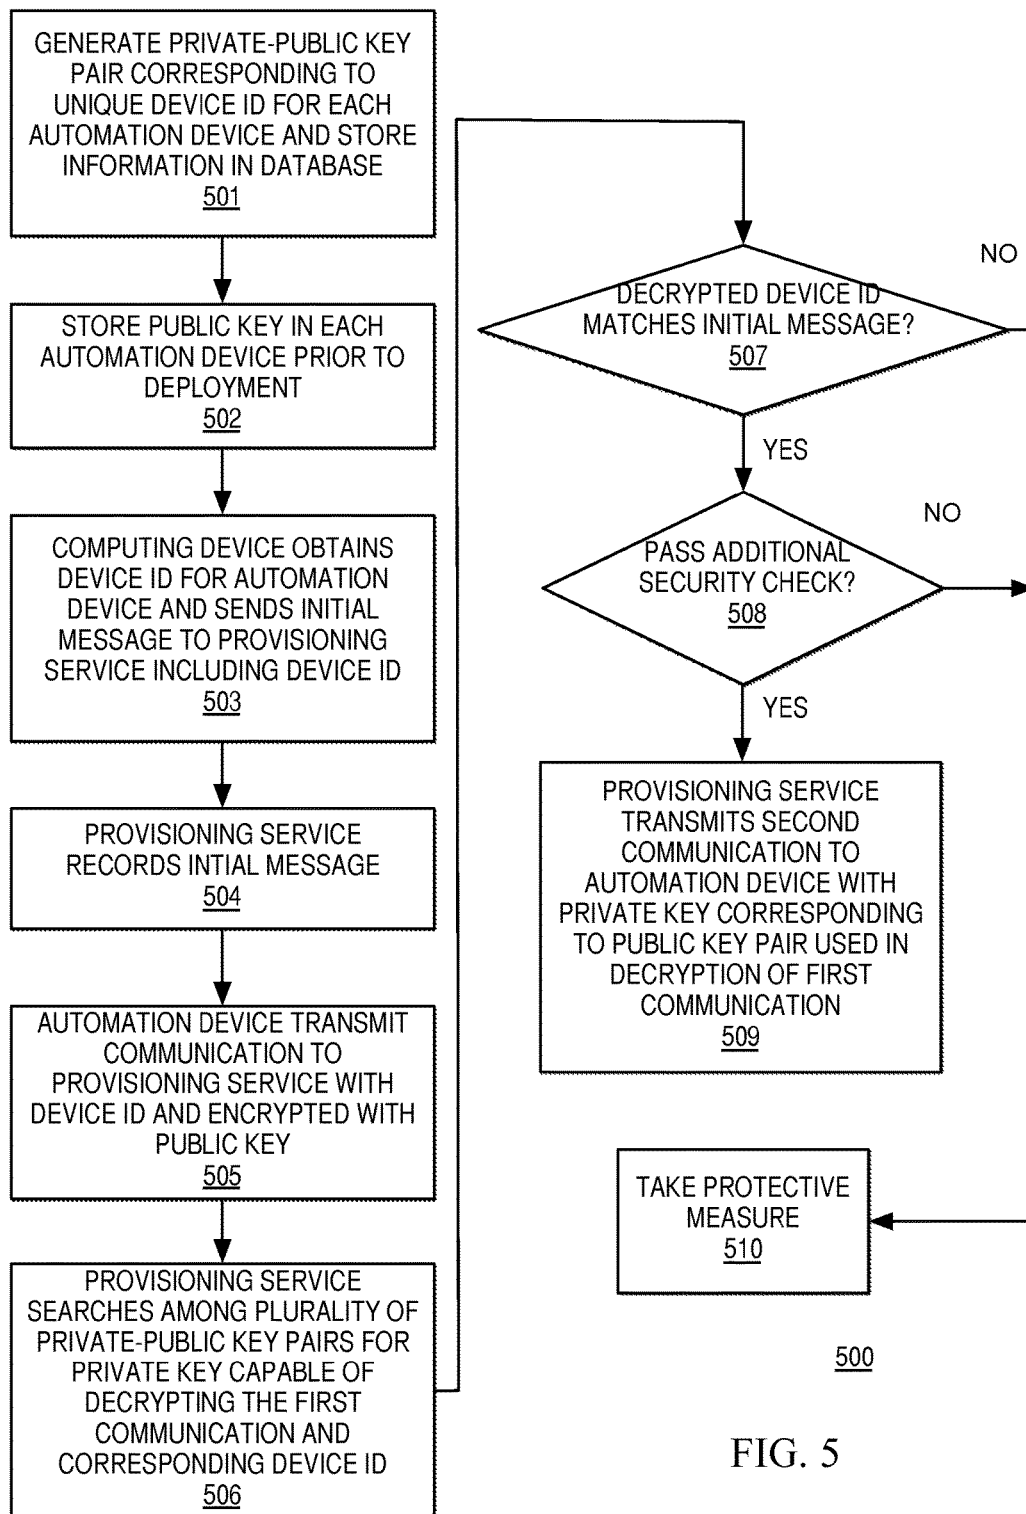 GENERATE PRIVATE-PUBLIC KEY
PAIR CORRESPONDING TO
UNIQUE DEVICE ID FOR EACH
AUTOMATION DEVICE AND STORE
INFORMATION IN DATABASE
501
STORE PUBLIC KEY IN EACH
AUTOMATION DEVICE PRIOR TO
DEPLOYMENT
502
COMPUTING DEVICE OBTAINS
DEVICE ID FOR AUTOMATION
DEVICE AND SENDS INITIAL
MESSAGE TO PROVISIONING
SERVICE INCLUDING DEVICE ID
503
PROVISIONING SERVICE
RECORDS INTIAL MESSAGE
504
AUTOMATION DEVICE TRANSMIT
COMMUNICATION TO
PROVISIONING SERVICE WITH
DEVICE ID AND ENCRYPTED WITH
PUBLIC KEY
505
PROVISIONING SERVICE
SEARCHES AMONG PLURALITY OF
PRIVATE-PUBLIC KEY PAIRS FOR
PRIVATE KEY CAPABLE OF
DECRYPTING THE FIRST
COMMUNICATION AND
CORRESPONDING DEVICE ID
506
DECRYPTED DEVICE ID
MATCHES INITIAL MESSAGE?
507
NO
YES
PASS ADDITIONAL
SECURITY CHECK?
508
NO
YES
PROVISIONING SERVICE
TRANSMITS SECOND
COMMUNICATION TO
AUTOMATION DEVICE WITH
PRIVATE KEY CORRESPONDING
TO PUBLIC KEY PAIR USED IN
DECRYPTION OF FIRST
COMMUNICATION
509
TAKE PROTECTIVE
MEASURE
510
500
FIG. 5